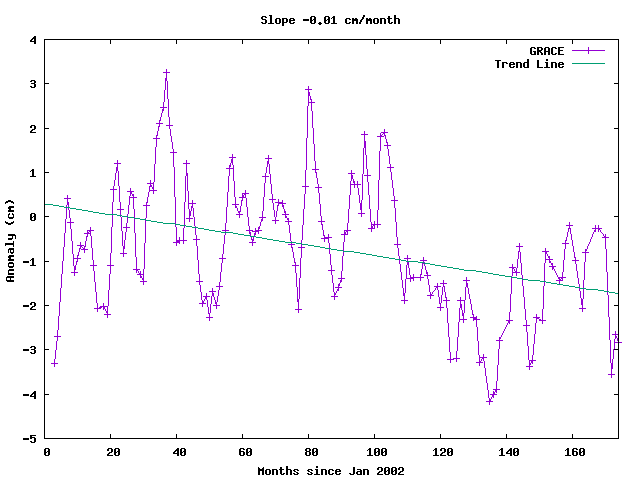 Slope -0.01 cm/month
GRACE
Trend Line
4
3
2
1
0
-1
-2
-3
-4
-5
Anomaly (cm)
0 20 40 60 80 100 120 140 160
Months since Jan 2002